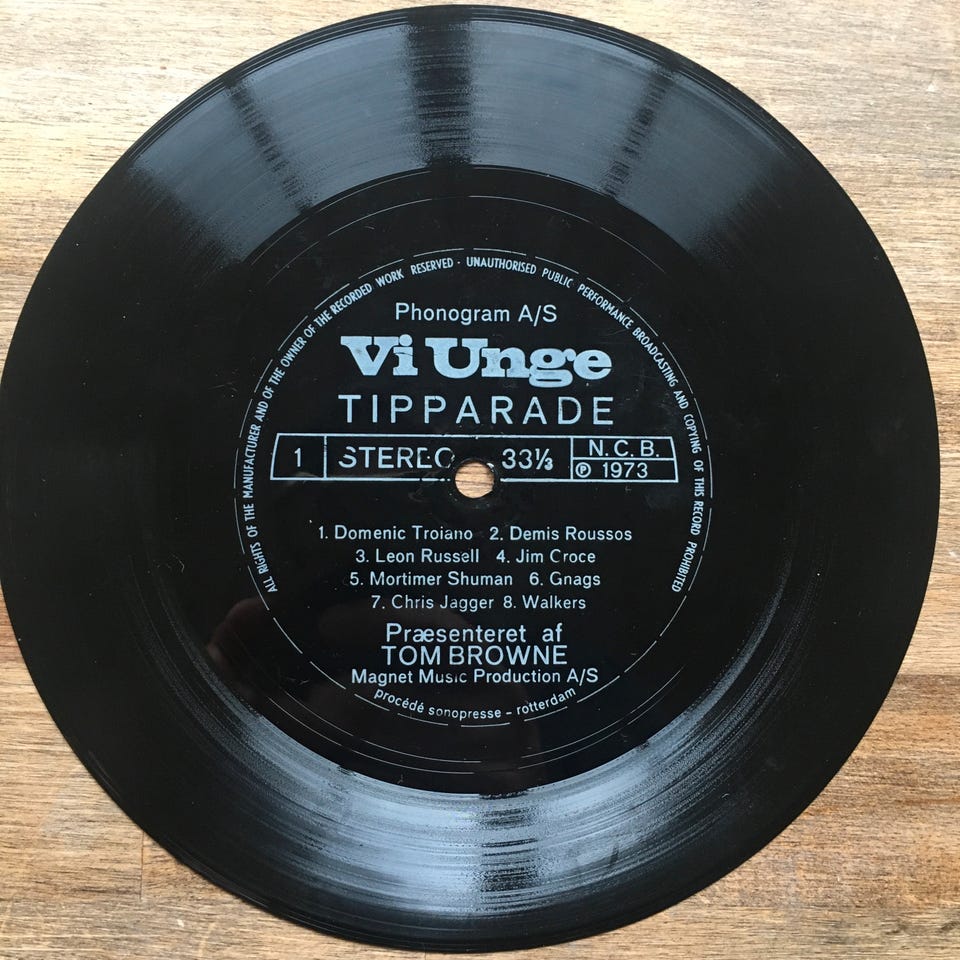 ALL RIGHTS OF THE MANUFACTURER AND OF THE OWNER OF THE RECORDED WORK RESERVED · UNAUTHORISED PUBLIC PERFORMANCE BROADCASTING AND COPYING OF THIS RECORD PROHIBITED
Phonogram A/S
Vi Unge
TIPPARADE
1 STEREO 33⅓ N.C.B.
℗ 1973
1. Domenic Troiano 2. Demis Roussos
3. Leon Russell 4. Jim Croce
5. Mortimer Shuman 6. Gnags
7. Chris Jagger 8. Walkers
Præsenteret af
TOM BROWNE
Magnet Music Production A/S
procédé sonopresse - rotterdam